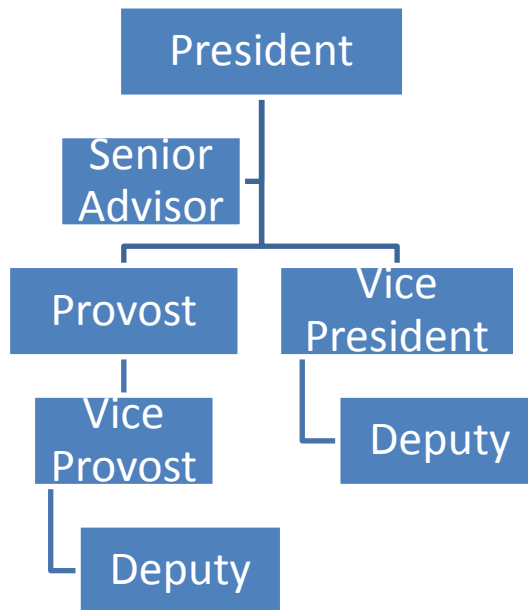 President
Senior
Advisor
Provost
Vice
President
Vice
Provost
Deputy
Deputy